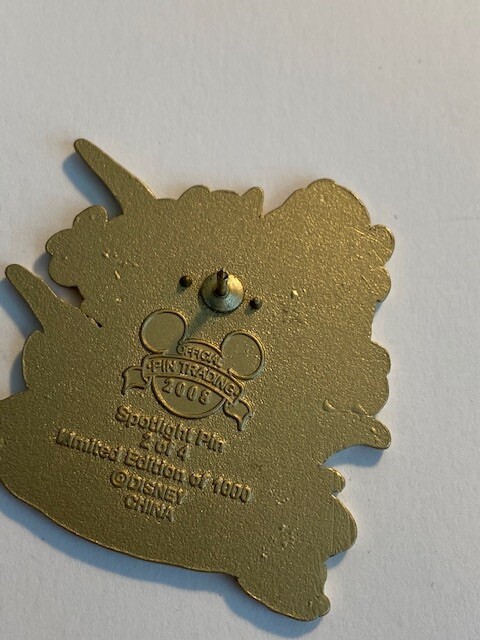 OFFICIAL
PIN TRADING
2008
Spotlight Pin
2 of 4
Limited Edition of 1000
© DISNEY
CHINA